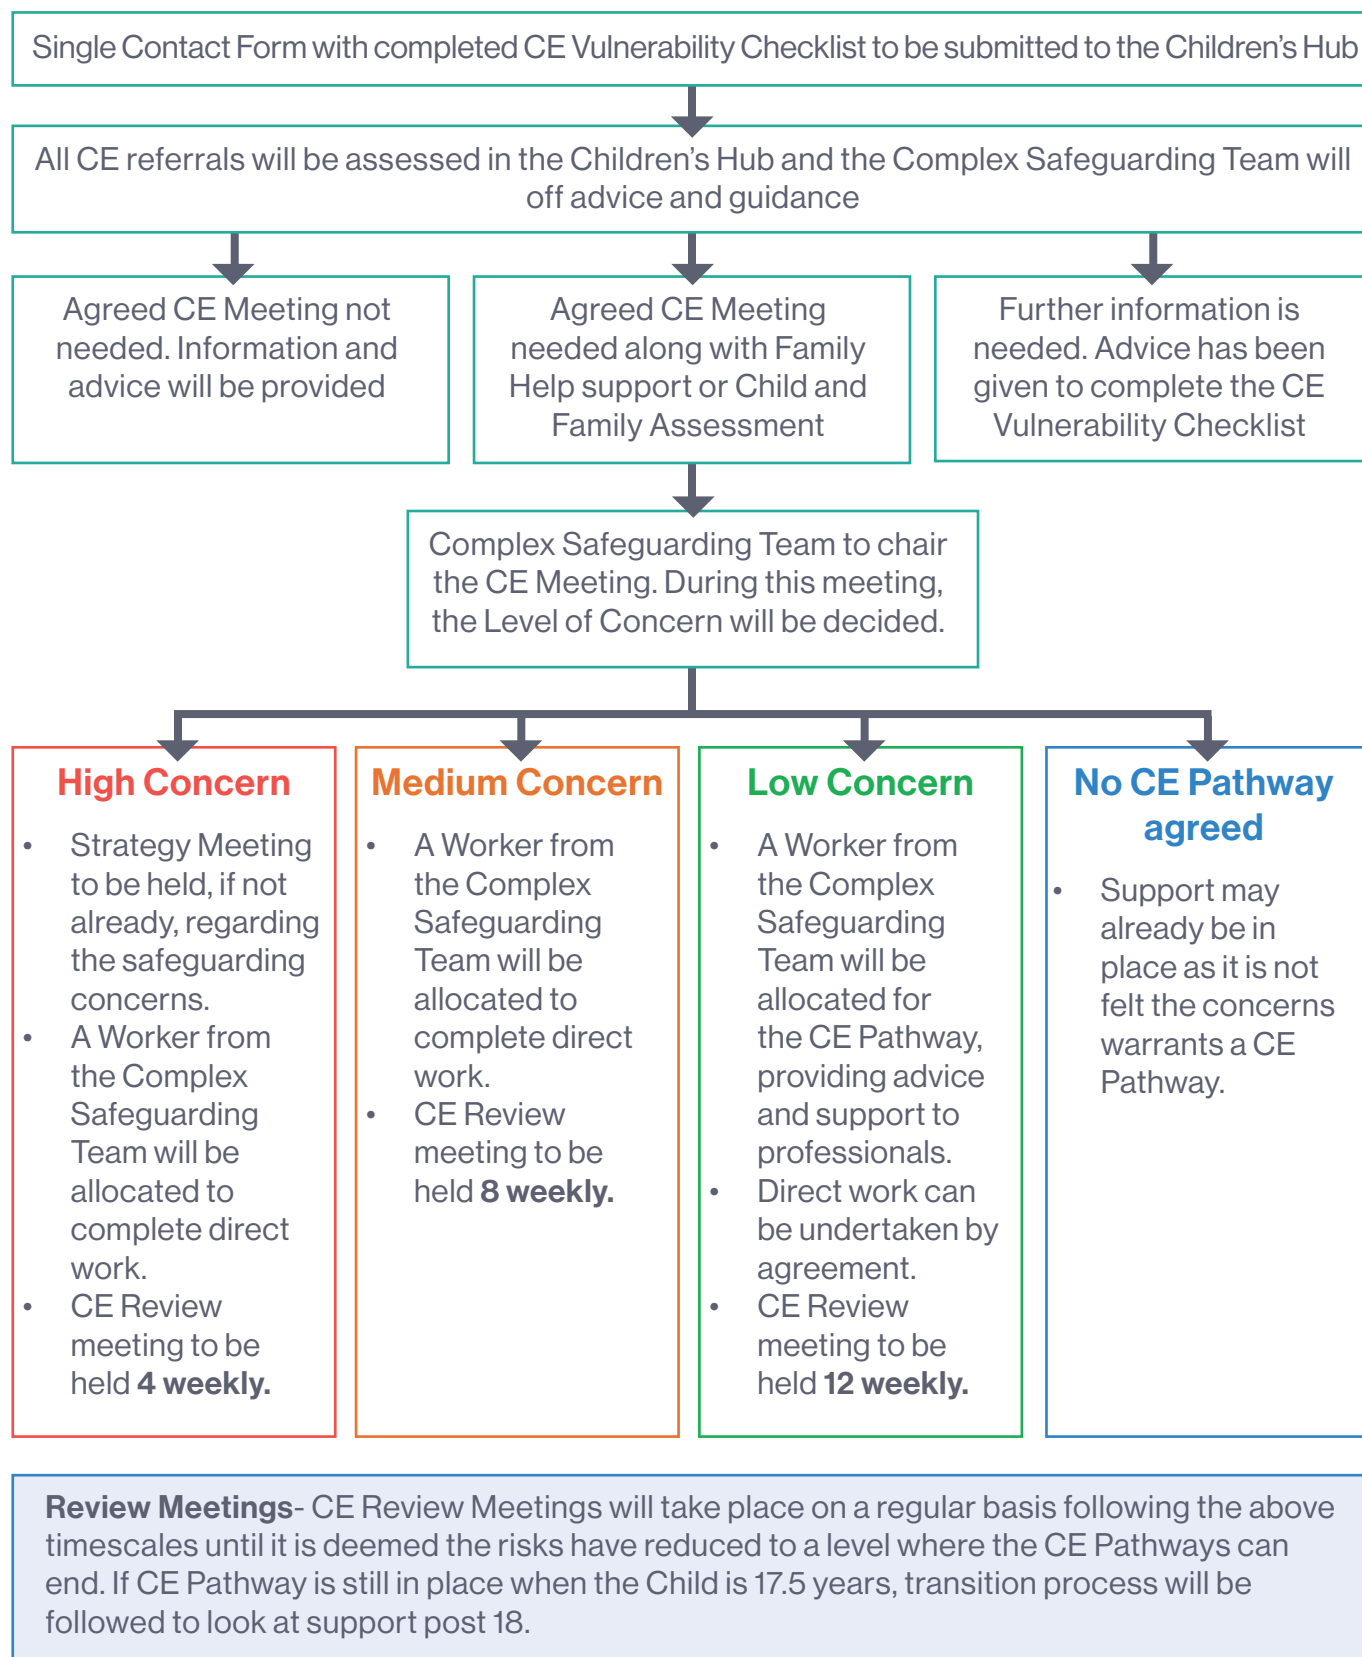 Single Contact Form with completed CE Vulnerability Checklist to be submitted to the Children's Hub
All CE referrals will be assessed in the Children's Hub and the Complex Safeguarding Team will
off advice and guidance
Agreed CE Meeting not
needed. Information and
advice will be provided
Agreed CE Meeting
needed along with Family
Help support or Child and
Family Assessment
Further information is
needed. Advice has been
given to complete the CE
Vulnerability Checklist
Complex Safeguarding Team to chair
the CE Meeting. During this meeting,
the Level of Concern will be decided.
High Concern
• Strategy Meeting
to be held, if not
already, regarding
the safeguarding
concerns.
• A Worker from
the Complex
Safeguarding
Team will be
allocated to
complete direct
work.
• CE Review
meeting to be
held 4 weekly.
Medium Concern
• A Worker from
the Complex
Safeguarding
Team will be
allocated to
complete direct
work.
• CE Review
meeting to be
held 8 weekly.
Low Concern
• A Worker from
the Complex
Safeguarding
Team will be
allocated for
the CE Pathway,
providing advice
and support to
professionals.
• Direct work can
be undertaken by
agreement.
• CE Review
meeting to be
held 12 weekly.
No CE Pathway
agreed
• Support may
already be in
place as it is not
felt the concerns
warrants a CE
Pathway.
Review Meetings- CE Review Meetings will take place on a regular basis following the above
timescales until it is deemed the risks have reduced to a level where the CE Pathways can
end. If CE Pathway is still in place when the Child is 17.5 years, transition process will be
followed to look at support post 18.